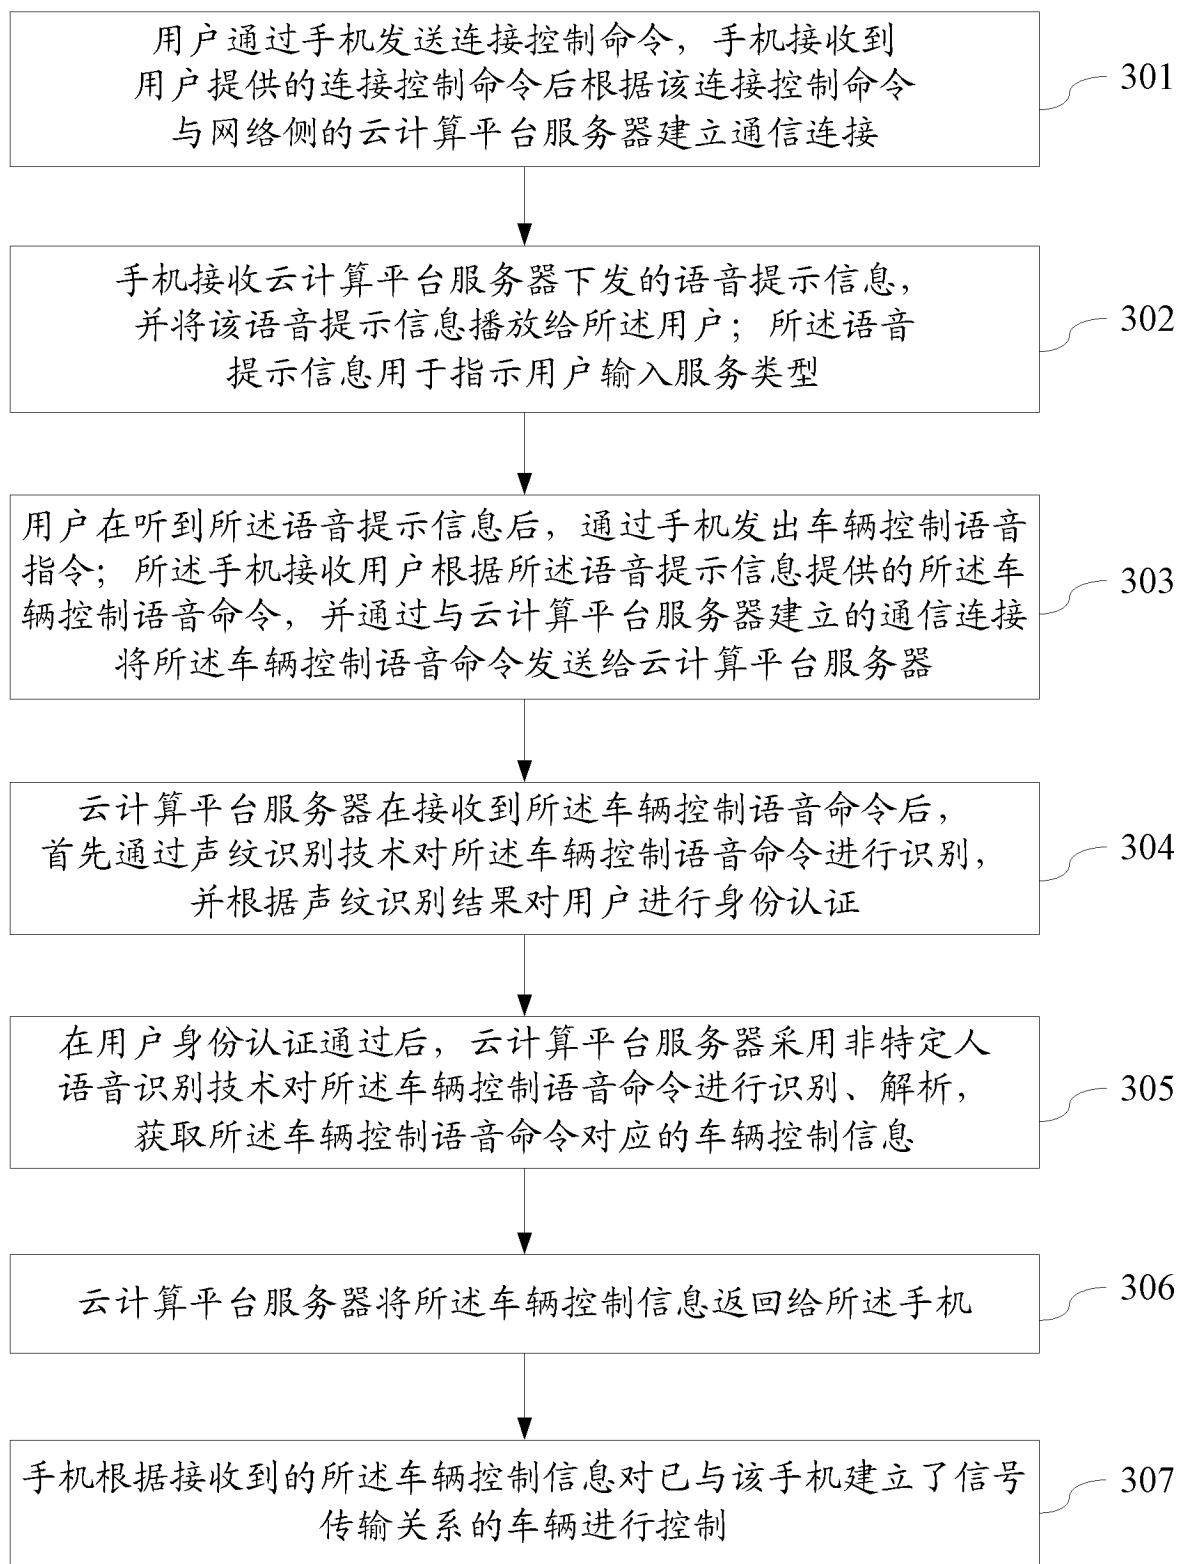 用户通过手机发送连接控制命令，手机接收到
用户提供的连接控制命令后根据该连接控制命令
与网络侧的云计算平台服务器建立通信连接
301
手机接收云计算平台服务器下发的语音提示信息，
并将该语音提示信息播放给所述用户；所述语音
提示信息用于指示用户输入服务类型
302
用户在听到所述语音提示信息后，通过手机发出车辆控制语音
指令；所述手机接收用户根据所述语音提示信息提供的所述车
辆控制语音命令，并通过与云计算平台服务器建立的通信连接
将所述车辆控制语音命令发送给云计算平台服务器
303
云计算平台服务器在接收到所述车辆控制语音命令后，
首先通过声纹识别技术对所述车辆控制语音命令进行识别，
并根据声纹识别结果对用户进行身份认证
304
在用户身份认证通过后，云计算平台服务器采用非特定人
语音识别技术对所述车辆控制语音命令进行识别、解析，
获取所述车辆控制语音命令对应的车辆控制信息
305
云计算平台服务器将所述车辆控制信息返回给所述手机
306
手机根据接收到的所述车辆控制信息对已与该手机建立了信号
传输关系的车辆进行控制
307